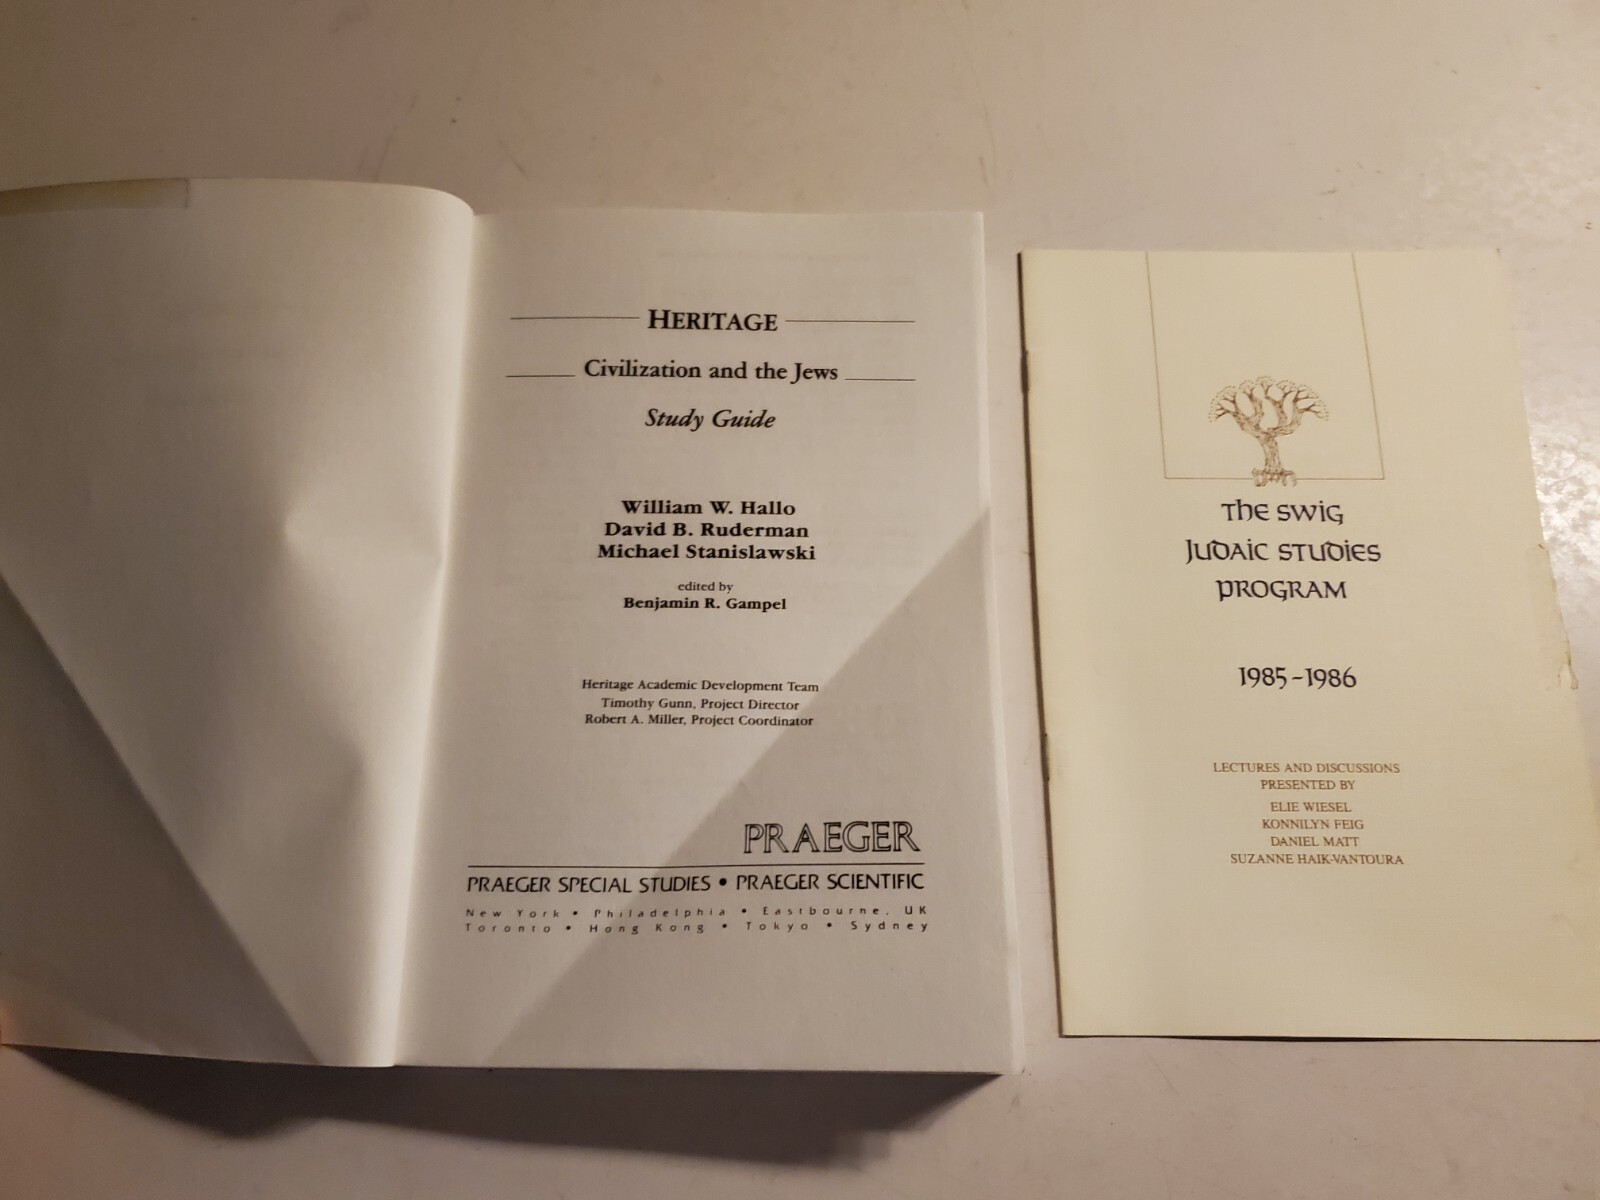 HERITAGE
Civilization and the Jews
Study Guide
William W. Hallo
David B. Ruderman
Michael Stanislawski
edited by
Benjamin R. Gampel
Heritage Academic Development Team
Timothy Gunn, Project Director
Robert A. Miller, Project Coordinator
PRAEGER
PRAEGER SPECIAL STUDIES • PRAEGER SCIENTIFIC
New York • Philadelphia • Eastbourne, UK
Toronto • Hong Kong • Tokyo • Sydney
The SWIG
JUDAIC STUDIES
PROGRAM
1985-1986
LECTURES AND DISCUSSIONS
PRESENTED BY
ELIE WIESEL
KONNILYN FEIG
DANIEL MATT
SUZANNE HAIK-VANTOURA